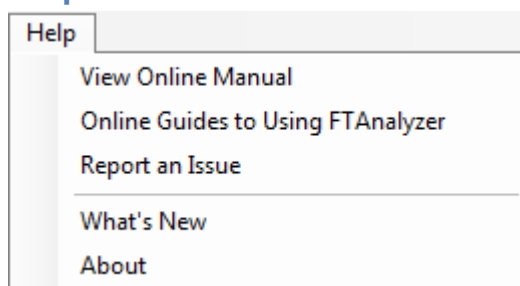 Help
View Online Manual
Online Guides to Using FTAnalyzer
Report an Issue
What's New
About